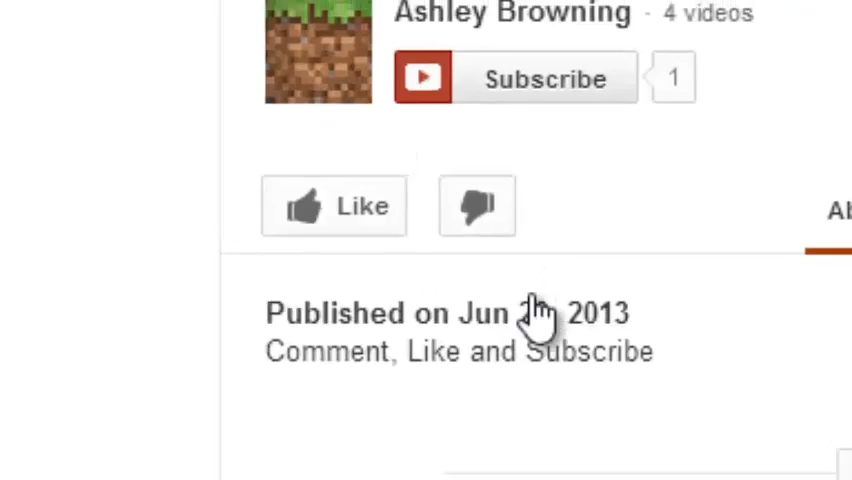 Ashley Browning · 4 videos
Subscribe 1
Like
Published on Jun 2013
Comment, Like and Subscribe